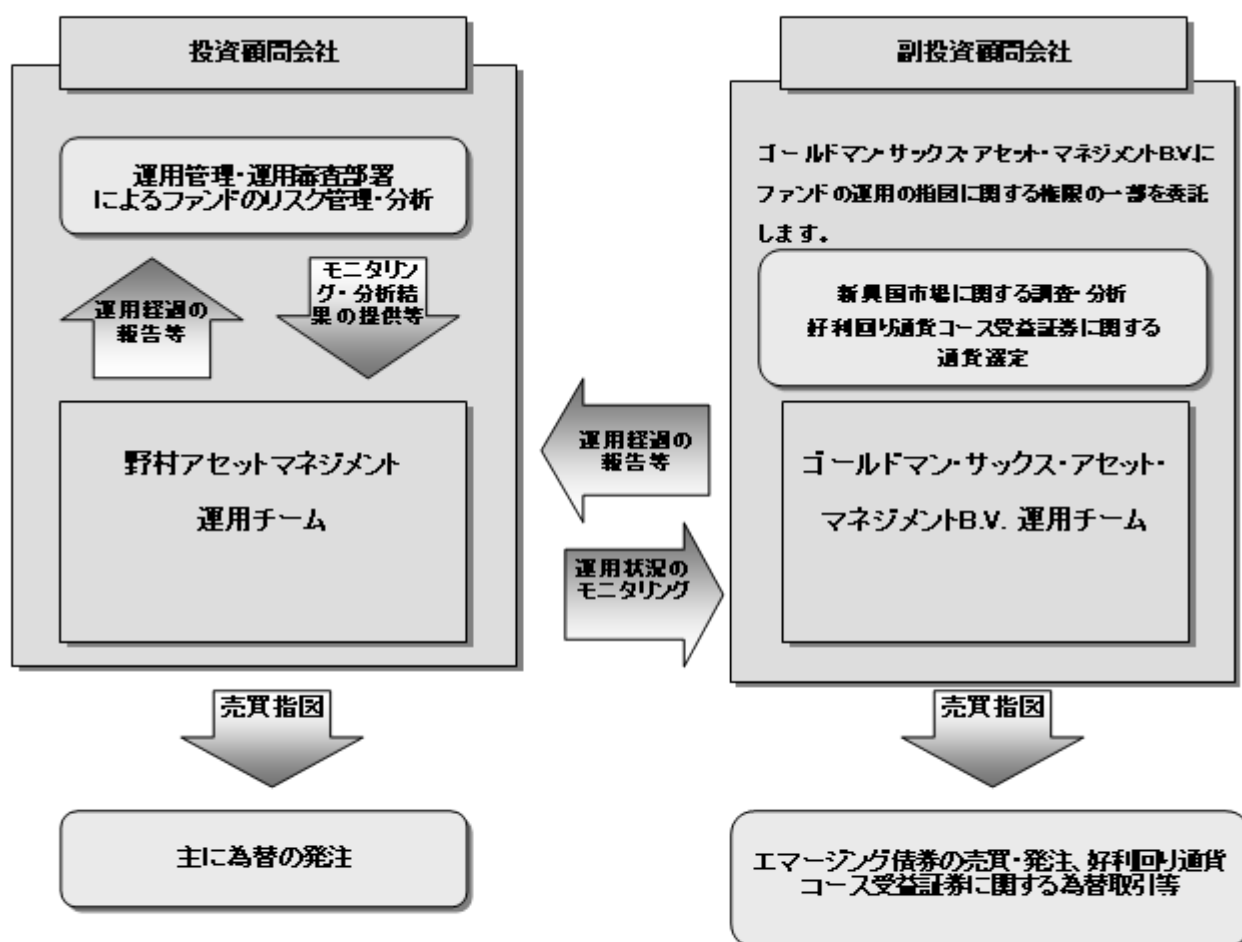 投資顧問会社
運用管理・運用審査部署
によるファンドのリスク管理・分析
運用経過の
報告等
モニタリン
グ・分析結
果の提供等
野村アセットマネジメント
運用チーム
売買指図
主に為替の発注
運用経過の
報告等
運用状況の
モニタリング
副投資顧問会社
ゴールドマン・サックス・アセット・マネジメントB.V.に
ファンドの運用の指図に関する権限の一部を委託
します。
新興国市場に関する調査・分析
好利回り通貨コース受益証券に関する
通貨選定
ゴールドマン・サックス・アセット・
マネジメントB.V. 運用チーム
売買指図
エマージング債券の売買・発注、好利回り通貨
コース受益証券に関する為替取引等